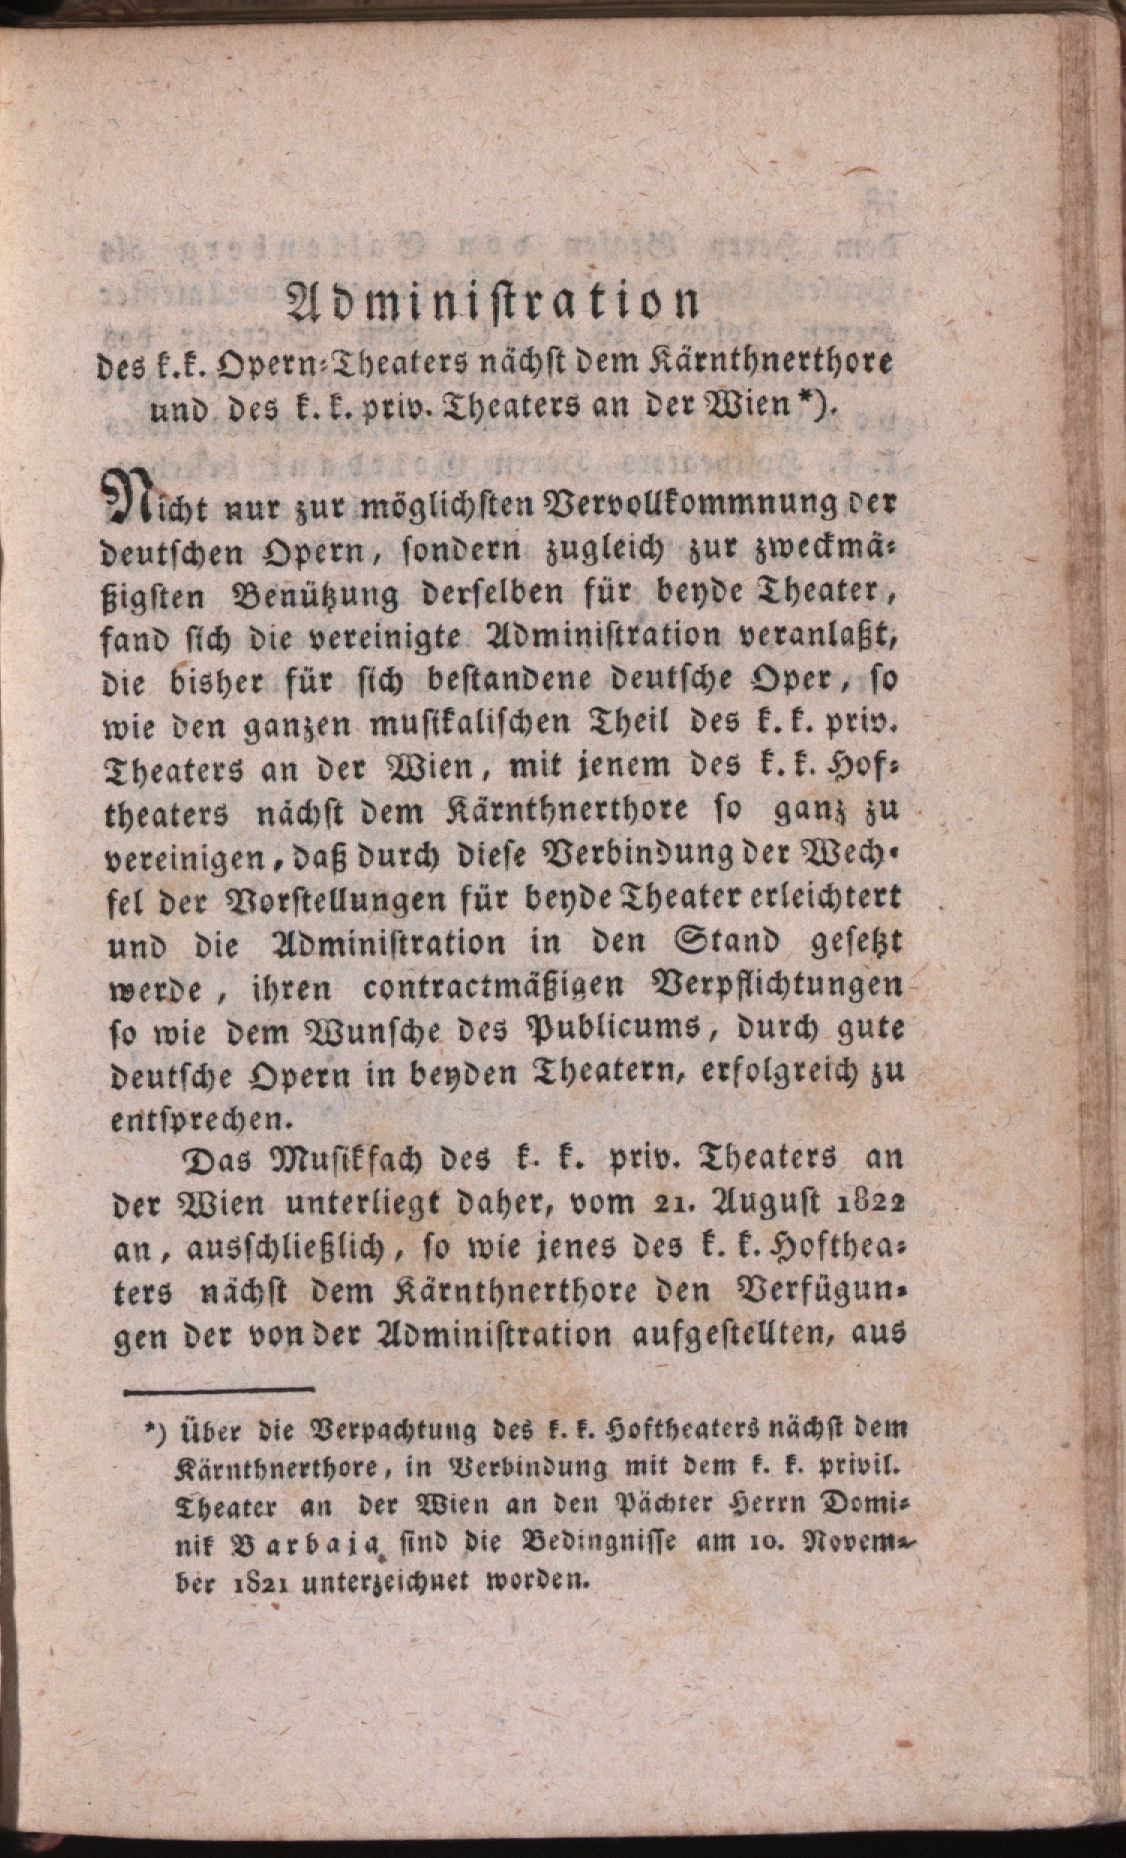 Administration
des k.k. Opern-Theaters nächst dem Kärnthnerthore
und des k. k. priv. Theaters an der Wien *).
Nicht nur zur möglichsten Vervollkommnung der
deutschen Opern, sondern zugleich zur zweckmä-
ßigsten Benützung derselben für beyde Theater,
fand sich die vereinigte Administration veranlaßt,
die bisher für sich bestandene deutsche Oper, so
wie den ganzen musikalischen Theil des k. k. priv.
Theaters an der Wien, mit jenem des k. k. Hof-
theaters nächst dem Kärnthnerthore so ganz zu
vereinigen, daß durch diese Verbindung der Wech-
sel der Vorstellungen für beyde Theater erleichtert
und die Administration in den Stand gesetzt
werde, ihren contractmäßigen Verpflichtungen
so wie dem Wunsche des Publicums, durch gute
deutsche Opern in beyden Theatern, erfolgreich zu
entsprechen.
Das Musikfach des k. k. priv. Theaters an
der Wien unterliegt daher, vom 21. August 1822
an, ausschließlich, so wie jenes des k. k. Hofthea-
ters nächst dem Kärnthnerthore den Verfügun-
gen der von der Administration aufgestellten, aus
*) Über die Verpachtung des k. k. Hoftheaters nächst dem
Kärnthnerthore, in Verbindung mit dem k. k. privil.
Theater an der Wien an den Pächter Herrn Domi-
nik Barbaja sind die Bedingnisse am 10. Novem-
ber 1821 unterzeichnet worden.